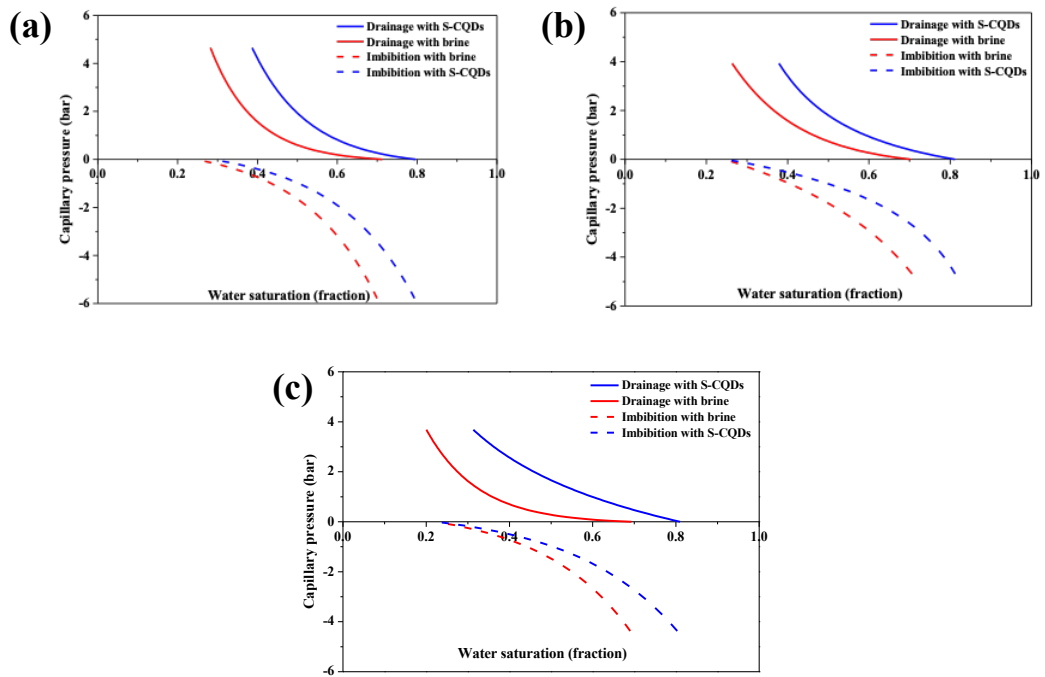 (a)
6
4
2
0
-2
-4
-6
Capillary pressure (bar)
Drainage with S-CQDs
Drainage with brine
Imbibition with brine
Imbibition with S-CQDs
0.0 0.2 0.4 0.6 0.8 1.0
Water saturation (fraction)
(b)
6
4
2
0
-2
-4
-6
Capillary pressure (bar)
Drainage with S-CQDs
Drainage with brine
Imbibition with brine
Imbibition with S-CQDs
0.0 0.2 0.4 0.6 0.8 1.0
Water saturation (fraction)
(c)
6
4
2
0
-2
-4
-6
Capillary pressure (bar)
Drainage with S-CQDs
Drainage with brine
Imbibition with brine
Imbibition with S-CQDs
0.0 0.2 0.4 0.6 0.8 1.0
Water saturation (fraction)